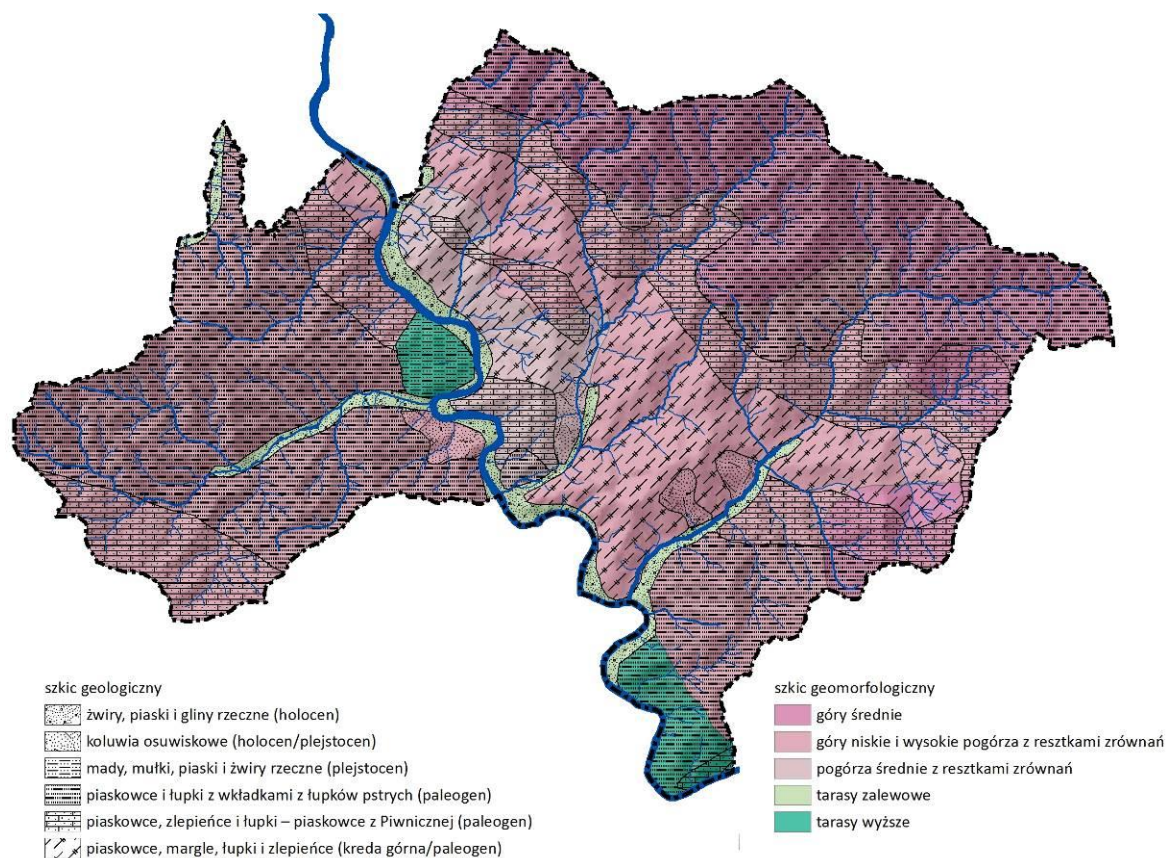 szkic geologiczny
żwiry, piaski i gliny rzeczne (holocen)
koluwia osuwiskowe (holocen/plejstocen)
mady, mułki, piaski i żwiry rzeczne (plejstocen)
piaskowce i łupki z wkładkami z łupków pstrych (paleogen)
piaskowce, zlepieńce i łupki – piaskowce z Piwnicznej (paleogen)
piaskowce, margle, łupki i zlepieńce (kreda górna/paleogen)
szkic geomorfologiczny
góry średnie
góry niskie i wysokie pogórza z resztkami zrównań
pogórza średnie z resztkami zrównań
tarasy zalewowe
tarasy wyższe